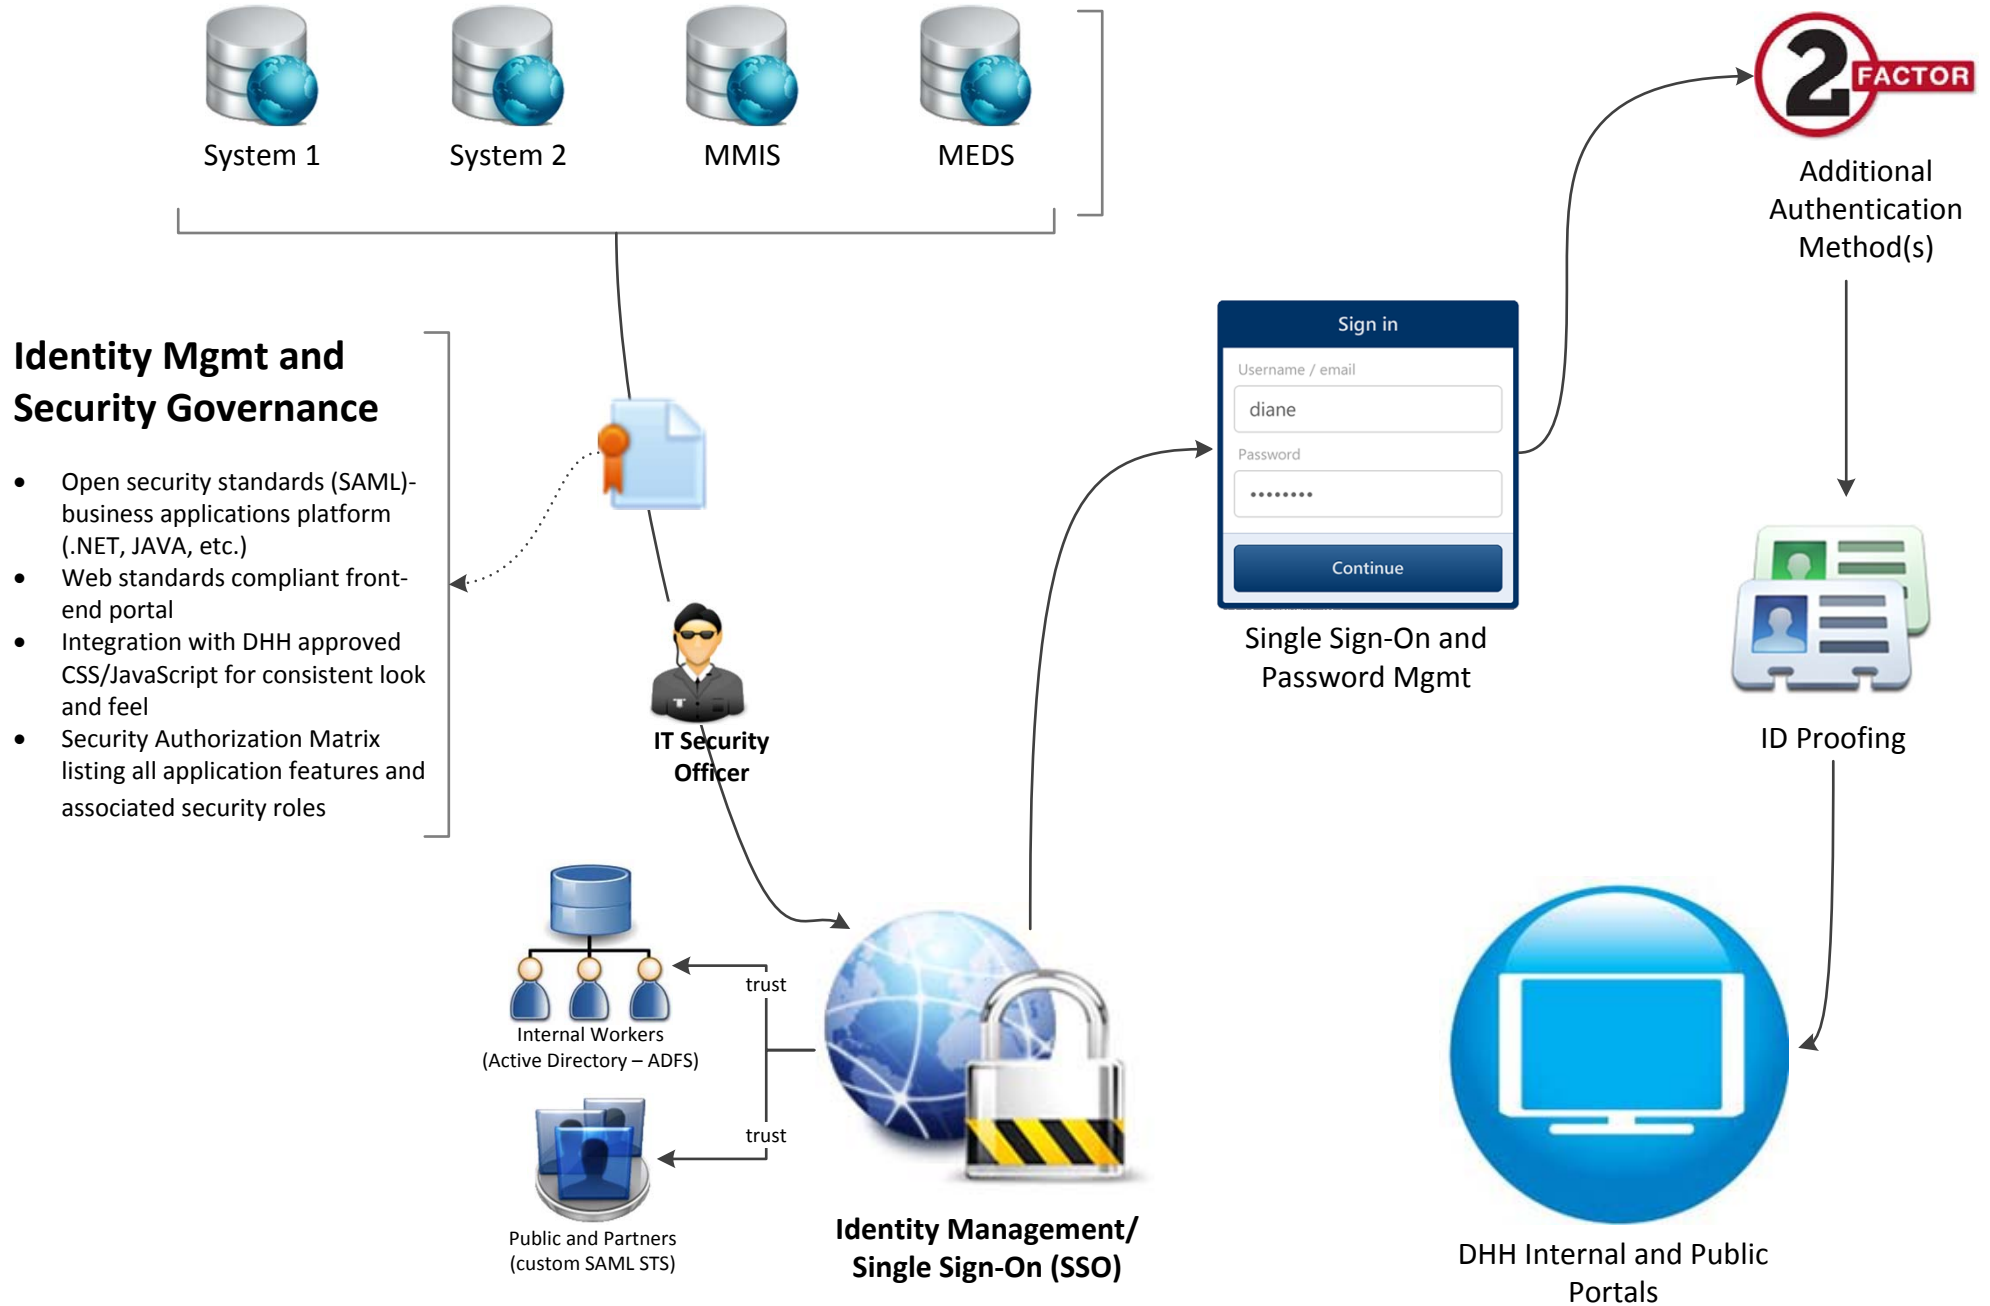 System 1
System 2
MMIS
MEDS
2
FACTOR
Additional
Authentication
Method(s)
Identity Mgmt and
Security Governance
• Open security standards (SAML)-
business applications platform
(.NET, JAVA, etc.)
• Web standards compliant front-
end portal
• Integration with DHH approved
CSS/JavaScript for consistent look
and feel
• Security Authorization Matrix
listing all application features and
associated security roles
Sign in
Username / email
diane
Password
••••••••
Continue
Single Sign-On and
Password Mgmt
IT Security
Officer
ID Proofing
trust
Internal Workers
(Active Directory – ADFS)
trust
Public and Partners
(custom SAML STS)
Identity Management/
Single Sign-On (SSO)
DHH Internal and Public
Portals